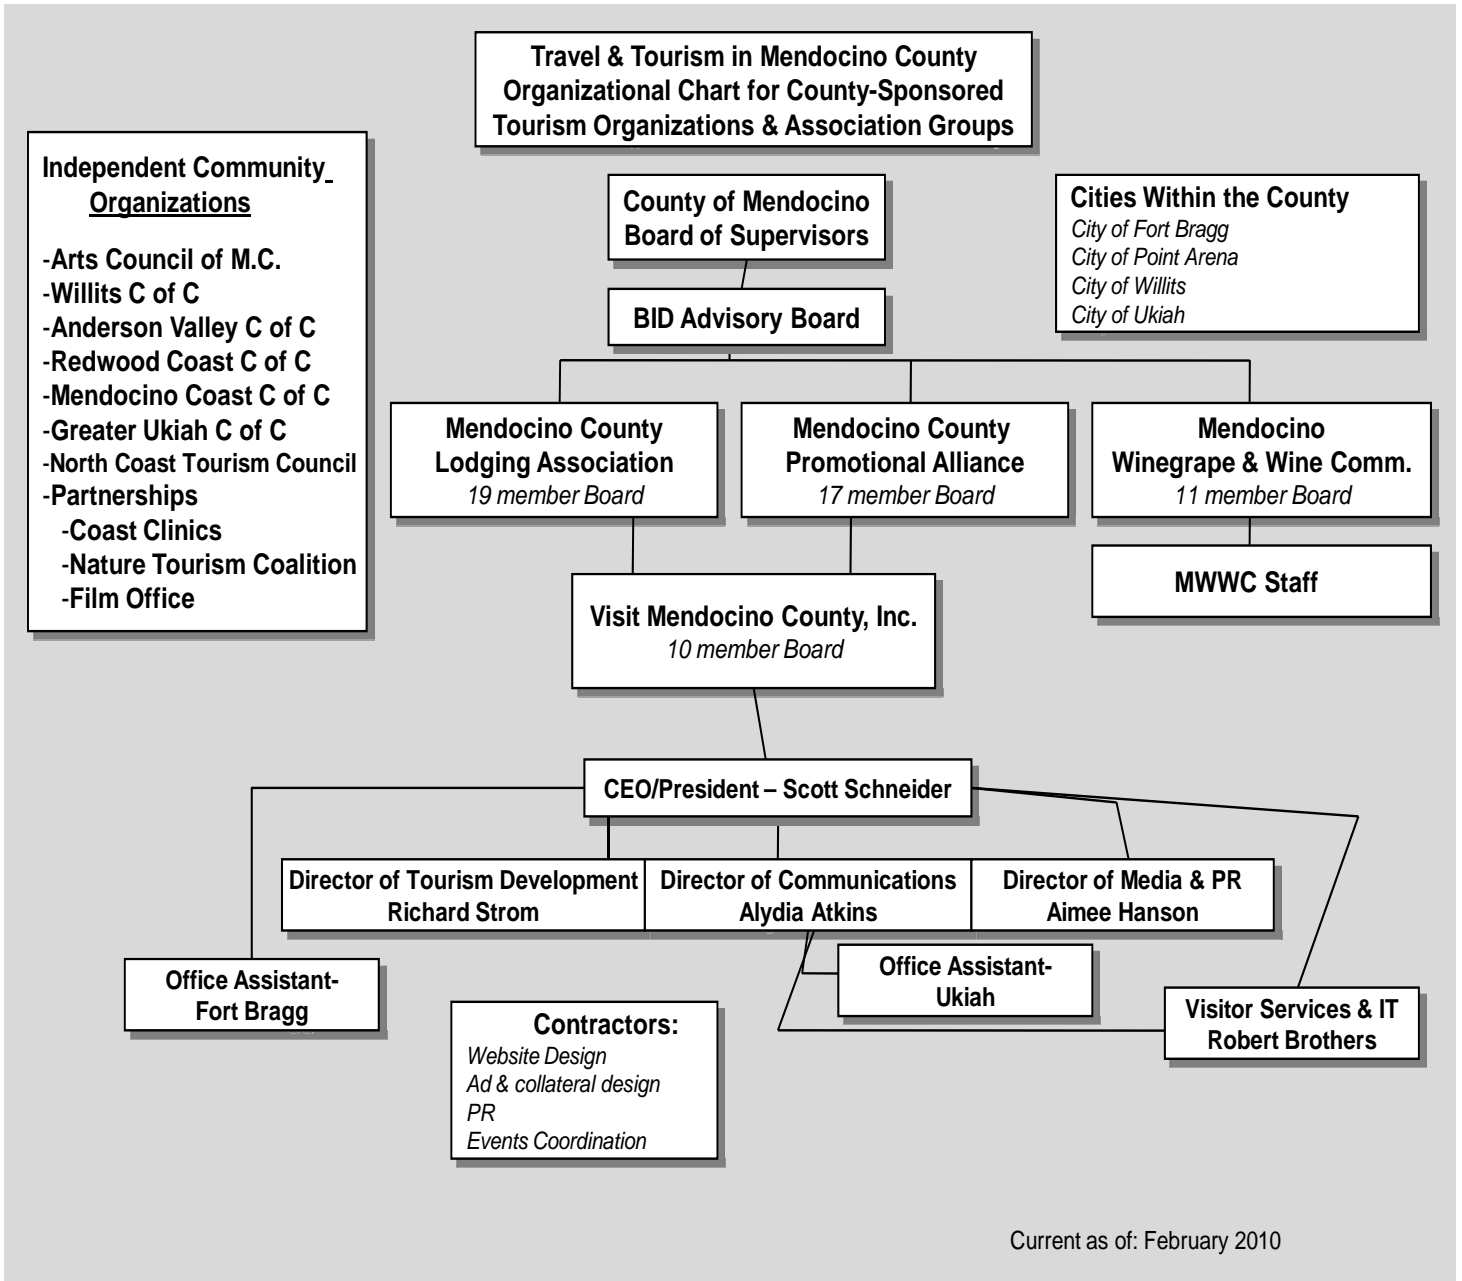 Travel & Tourism in Mendocino County
Organizational Chart for County-Sponsored
Tourism Organizations & Association Groups
Independent Community
Organizations
-Arts Council of M.C.
-Willits C of C
-Anderson Valley C of C
-Redwood Coast C of C
-Mendocino Coast C of C
-Greater Ukiah C of C
-North Coast Tourism Council
-Partnerships
-Coast Clinics
-Nature Tourism Coalition
-Film Office
County of Mendocino
Board of Supervisors
Cities Within the County
City of Fort Bragg
City of Point Arena
City of Willits
City of Ukiah
BID Advisory Board
Mendocino County
Lodging Association
19 member Board
Mendocino County
Promotional Alliance
17 member Board
Mendocino
Winegrape & Wine Comm.
11 member Board
MWWC Staff
Visit Mendocino County, Inc.
10 member Board
CEO/President – Scott Schneider
Director of Tourism Development
Richard Strom
Director of Communications
Alydia Atkins
Director of Media & PR
Aimee Hanson
Office Assistant-
Fort Bragg
Office Assistant-
Ukiah
Visitor Services & IT
Robert Brothers
Contractors:
Website Design
Ad & collateral design
PR
Events Coordination
Current as of: February 2010